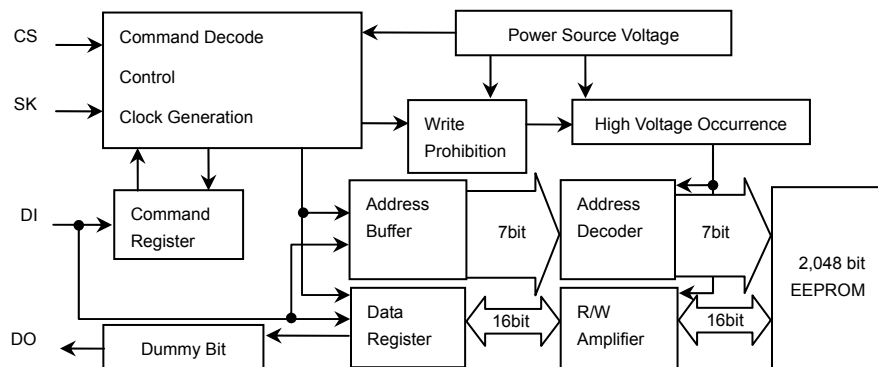 CS
Command Decode
Control
Clock Generation
SK
Power Source Voltage
Write
Prohibition
High Voltage Occurrence
DI
Command
Register
Address
Buffer
7bit
Address
Decoder
7bit
2,048 bit
EEPROM
DO
Dummy Bit
Data
Register
16bit
R/W
Amplifier
16bit